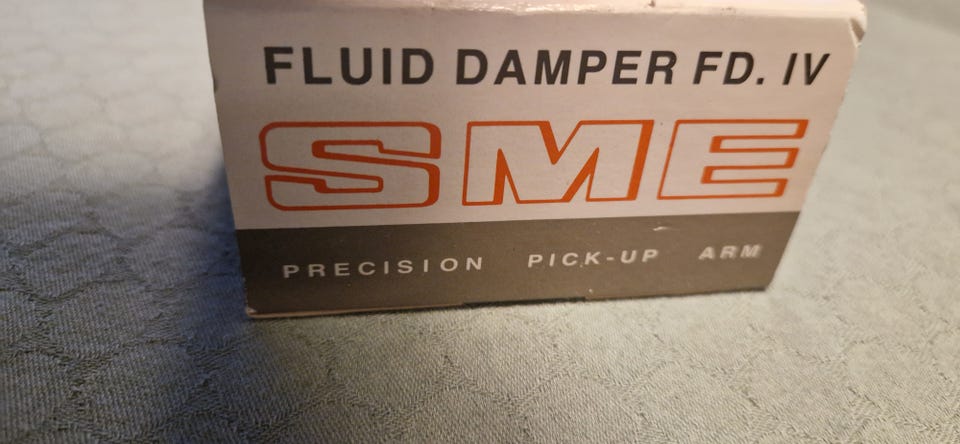 FLUID DAMPER FD. IV
SME
PRECISION PICK-UP ARM